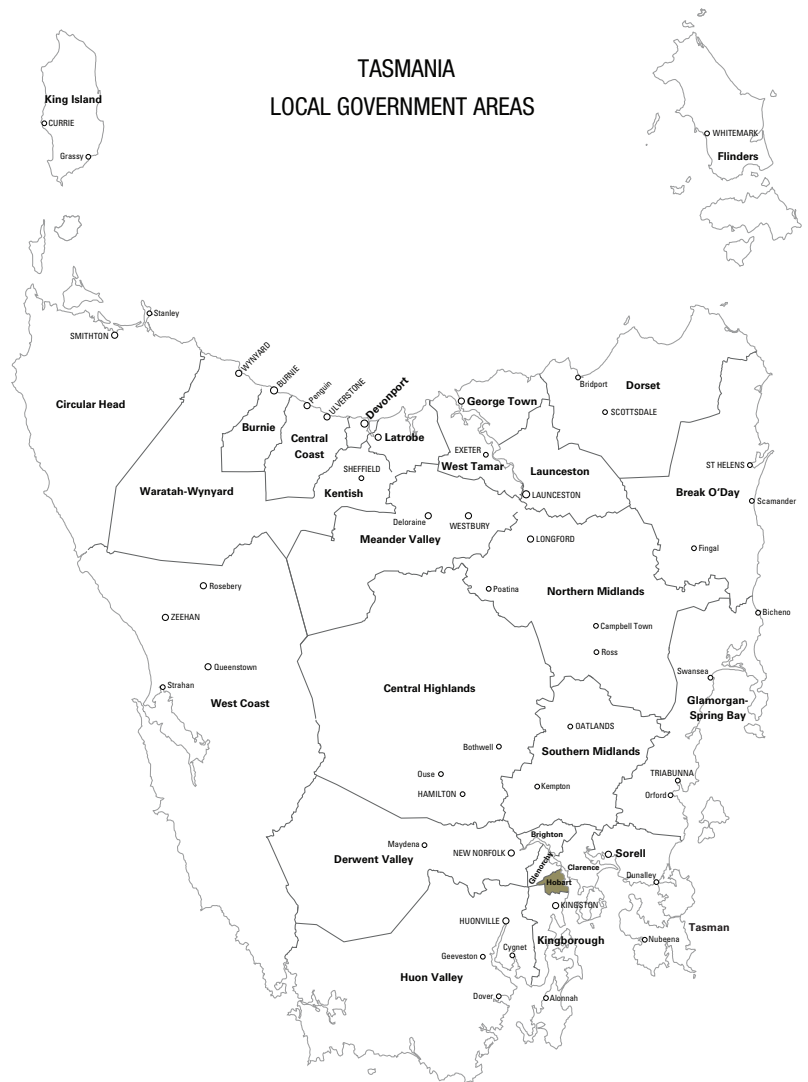 TASMANIA
LOCAL GOVERNMENT AREAS
King Island
CURRIE
Grassy
WHITEMARK
Flinders
Stanley
SMITHTON
WYNYARD
BURNIE
Penguin
ULVERSTONE
Devonport
George Town
Bridport
Dorset
SCOTTSDALE
Circular Head
Burnie
Central
Coast
Latrobe
EXETER
West Tamar
Launceston
LAUNCESTON
ST HELENS
Break O'Day
Scamander
SHEFFIELD
Kentish
Waratah-Wynyard
Deloraine
WESTBURY
Meander Valley
LONGFORD
Fingal
Rosebery
ZEEHAN
Poatina
Northern Midlands
Bicheno
Campbell Town
Ross
Queenstown
Strahan
West Coast
Central Highlands
Swansea
Glamorgan-
Spring Bay
OATLANDS
Bothwell
Southern Midlands
Ouse
HAMILTON
Kempton
TRIABUNNA
Orford
Brighton
Maydena
NEW NORFOLK
Derwent Valley
Glenorchy
Clarence
Sorell
Hobart
Dunalley
KINGSTON
HUONVILLE
Kingborough
Tasman
Nubeena
Geeveston
Cygnet
Huon Valley
Dover
Alonnah